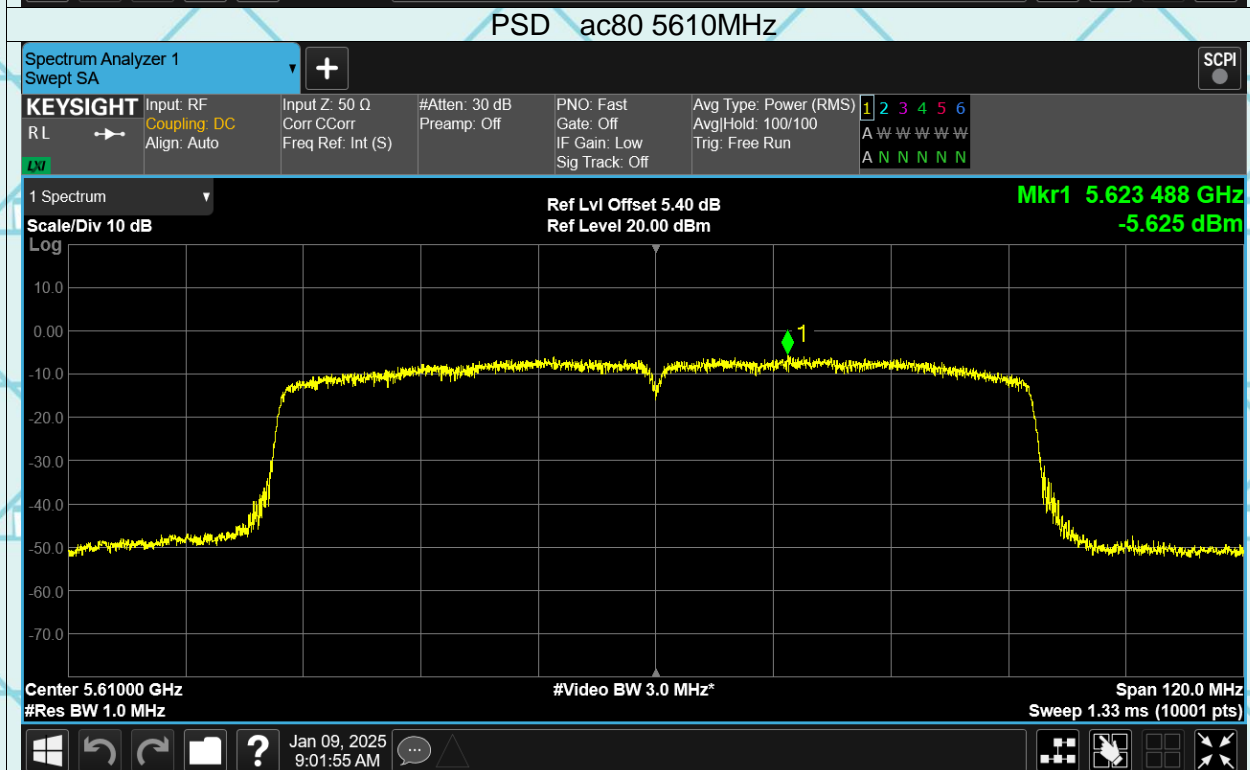 PSD ac80 5610MHz
Spectrum Analyzer 1
Swept SA
+
SCPI
KEYSIGHT
RL
LXI
Input: RF
Coupling: DC
Align: Auto
Input Z: 50 Ω
Corr CCorr
Freq Ref: Int (S)
#Atten: 30 dB
Preamp: Off
PNO: Fast
Gate: Off
IF Gain: Low
Sig Track: Off
Avg Type: Power (RMS)
Avg|Hold: 100/100
Trig: Free Run
1 2 3 4 5 6
A W W W W W
A N N N N N
1 Spectrum
Scale/Div 10 dB
Ref Lvl Offset 5.40 dB
Ref Level 20.00 dBm
Mkr1 5.623 488 GHz
-5.625 dBm
Log
10.0
0.00
-10.0
-20.0
-30.0
-40.0
-50.0
-60.0
-70.0
1
Center 5.61000 GHz
#Res BW 1.0 MHz
#Video BW 3.0 MHz*
Span 120.0 MHz
Sweep 1.33 ms (10001 pts)
?
Jan 09, 2025
9:01:55 AM